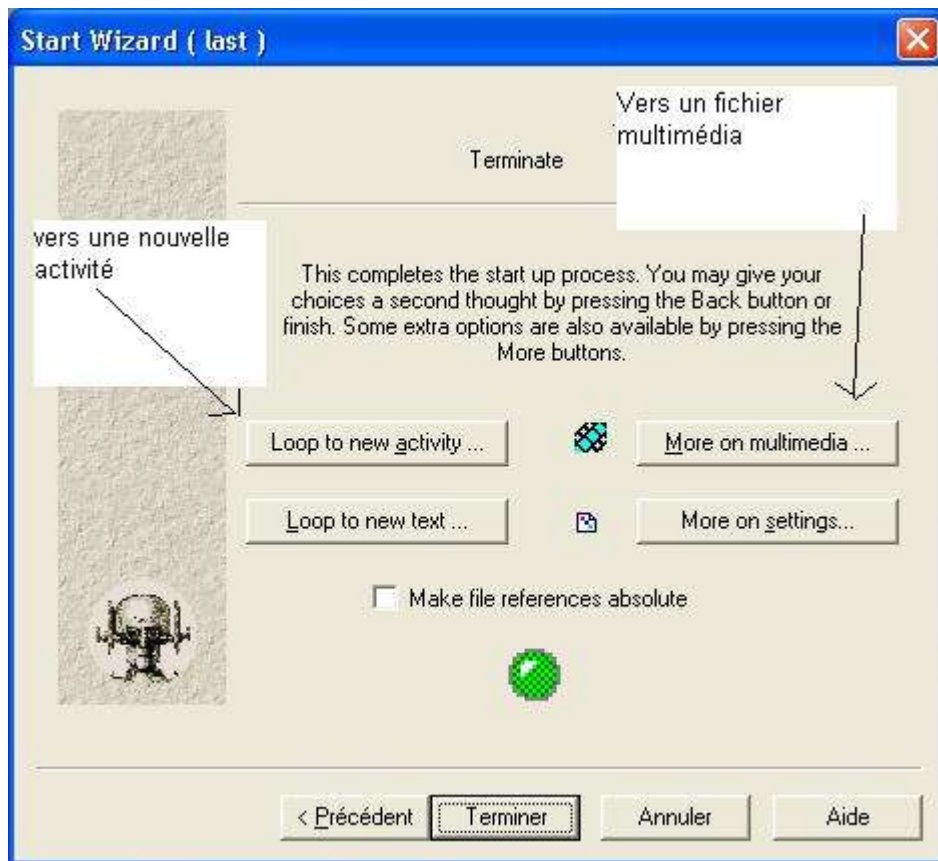 Start Wizard ( last )
Vers un fichier
multimédia
Terminate
vers une nouvelle
activité
This completes the start up process. You may give your
choices a second thought by pressing the Back button or
finish. Some extra options are also available by pressing the
More buttons.
Loop to new activity ...
More on multimedia ...
Loop to new text ...
More on settings...
Make file references absolute
< Précédent
Terminer
Annuler
Aide